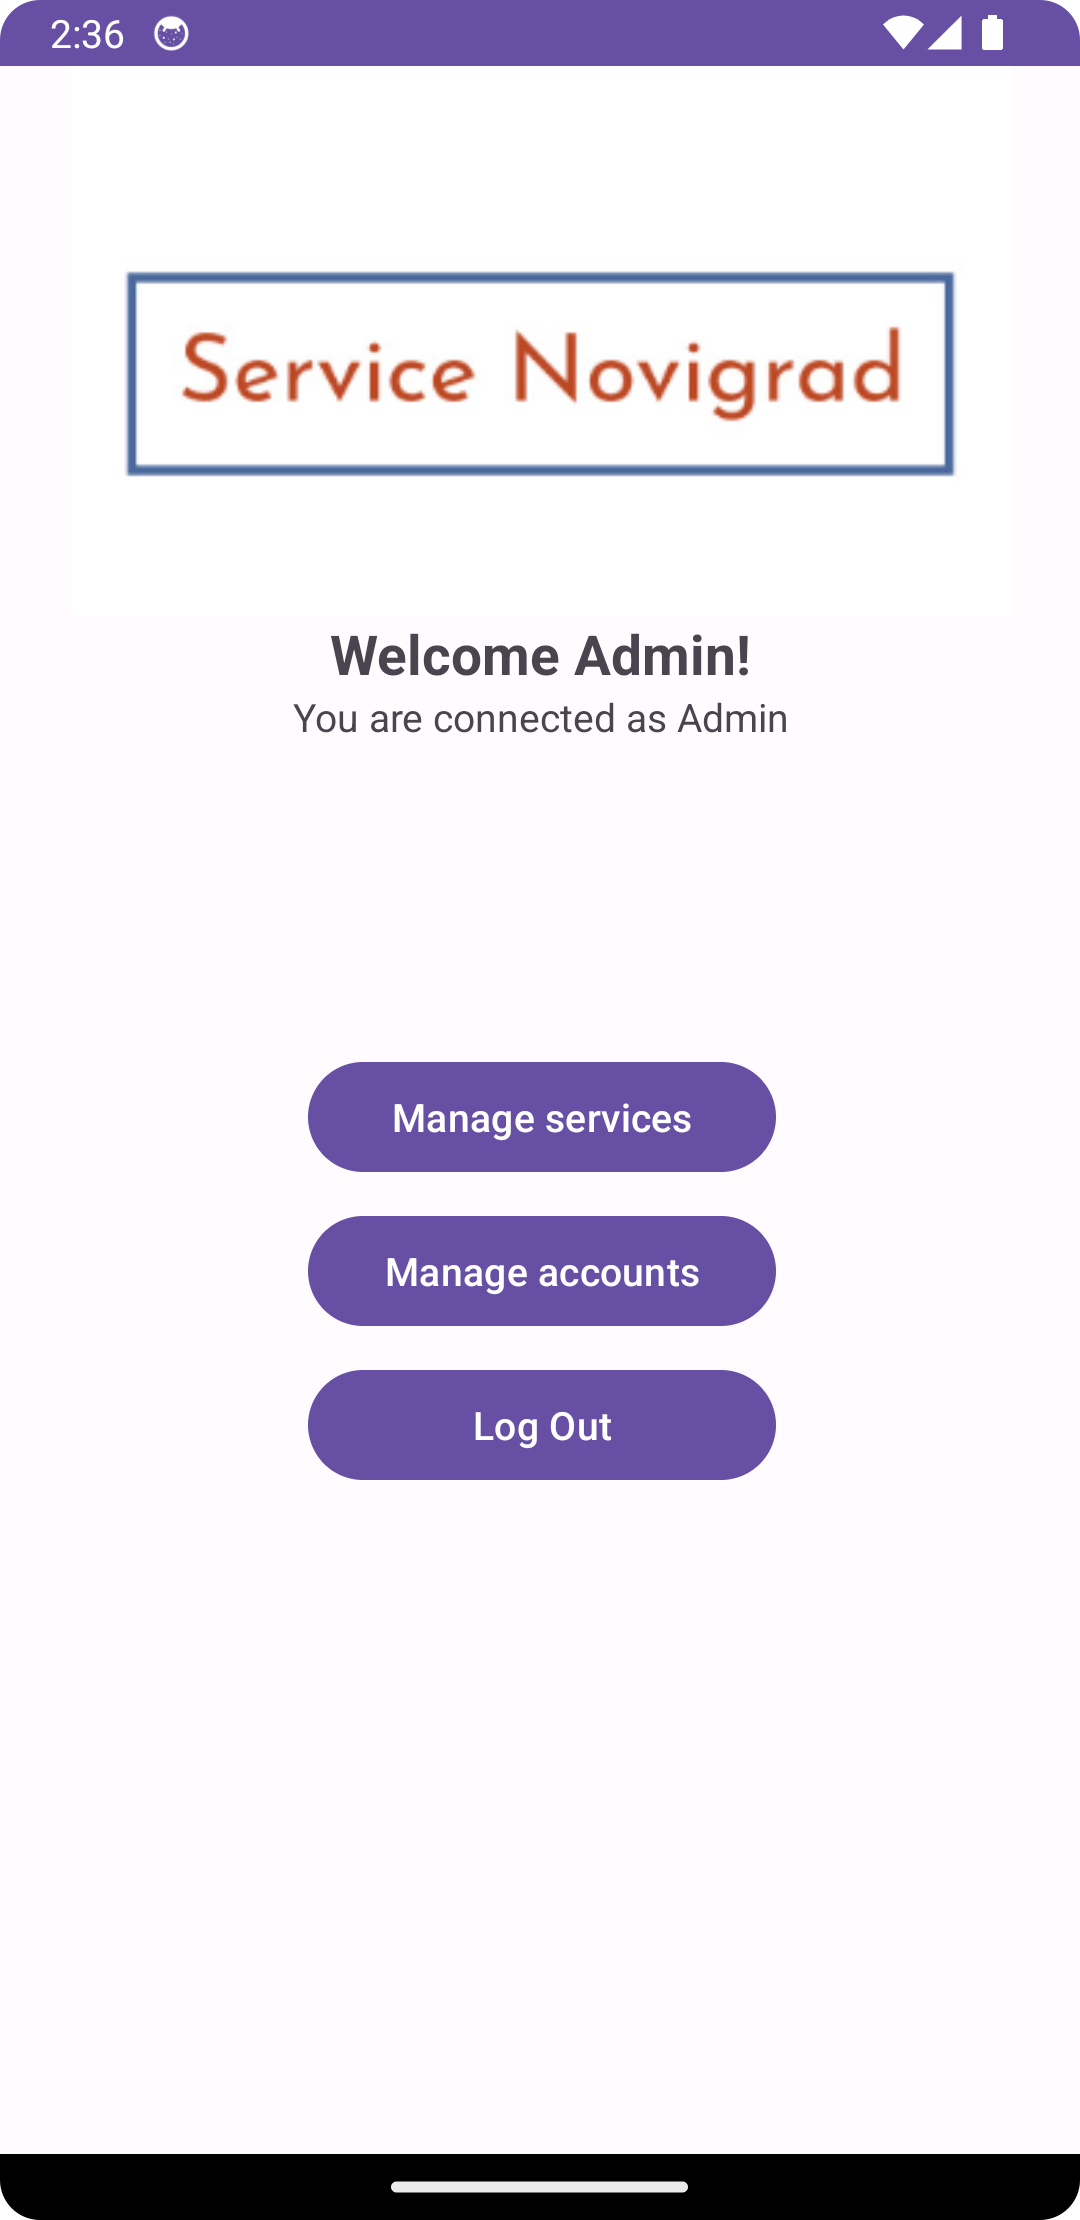 2:36
Service Novigrad
Welcome Admin!
You are connected as Admin
Manage services
Manage accounts
Log Out